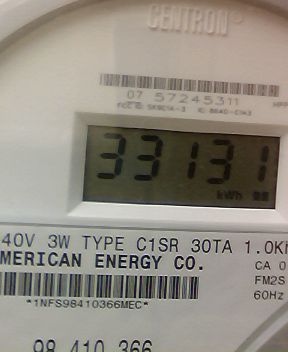 CENTRON®
07 57245311
33131
kWh
40V 3W TYPE C1SR 30TA 1.0K
MERICAN ENERGY CO.
CA 0
FM2S
60Hz
*1NFS98410366MEC*
98 410 366